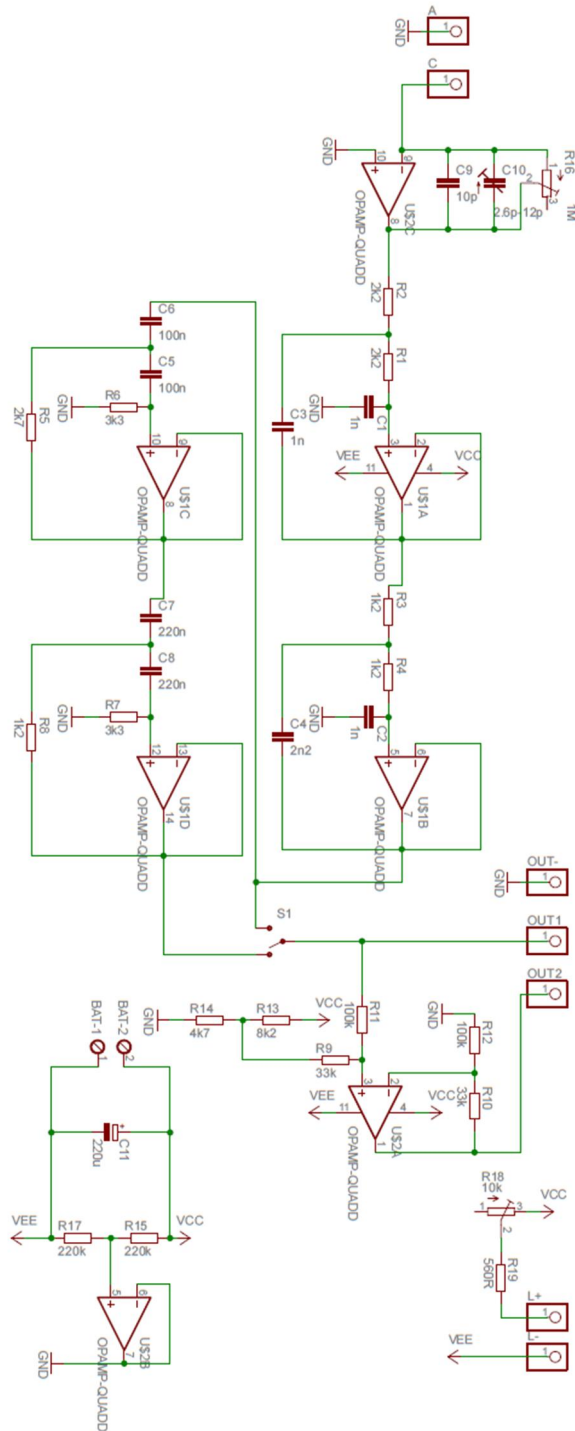 A
1
GND
C
1
GND
10
9
8
U$2C
OPAMP-QUADD
C9
10p
C10
2.6p-12p
R16
1
2
3
1M
R2
2k2
R1
2k2
C6
100n
C5
100n
R6
3k3
GND
R5
2k7
10
9
8
U$1C
OPAMP-QUADD
C3
1n
GND
C1
1n
VEE
11
3
2
4
VCC
1
U$1A
OPAMP-QUADD
R3
1k2
C7
220n
C8
220n
R7
3k3
GND
R8
1k2
12
13
14
U$1D
OPAMP-QUADD
R4
1k2
C4
2n2
GND
C2
1n
5
6
7
U$1B
OPAMP-QUADD
OUT-
1
GND
S1
OUT1
1
OUT2
1
GND
R14
4k7
R13
8k2
VCC
R11
100k
GND
R12
100k
R9
33k
R10
33k
VEE
11
3
2
4
VCC
1
U$2A
OPAMP-QUADD
BAT-1
1
BAT-2
2
C11
220u
+
VEE
R17
220k
R15
220k
VCC
5
6
7
U$2B
OPAMP-QUADD
GND
R18
10k
1
2
3
VCC
R19
560R
L+
1
L-
1
VEE